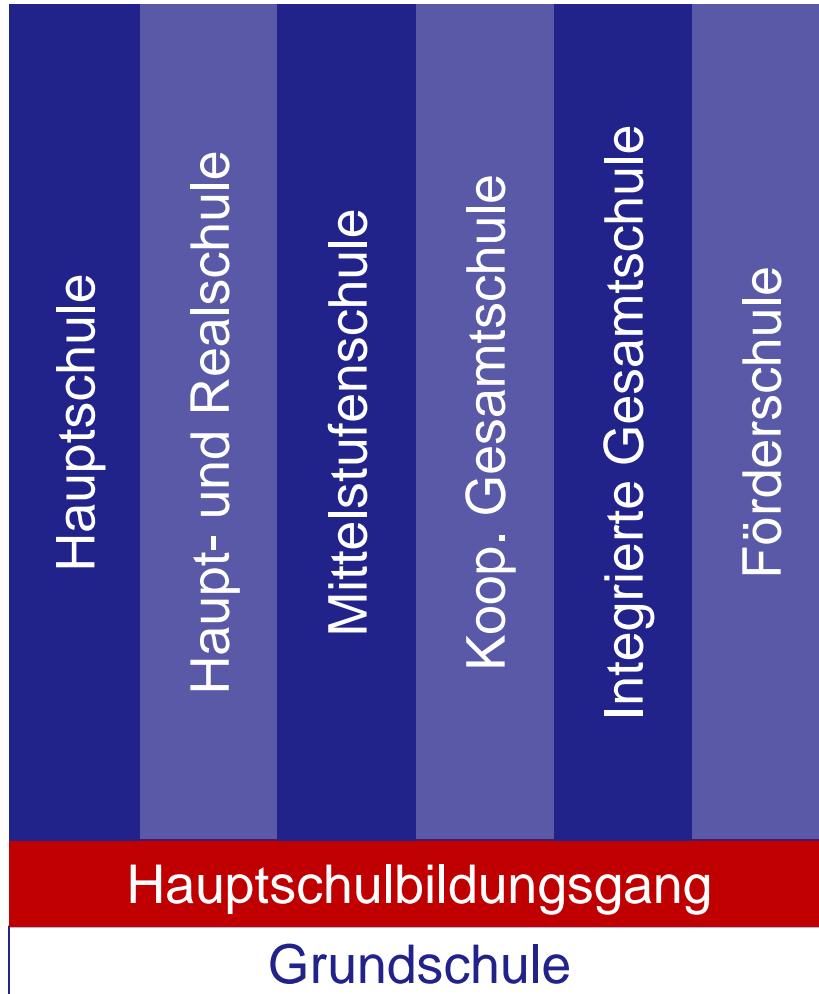 Hauptschule
Haupt- und Realschule
Mittelstufenschule
Koop. Gesamtschule
Integrierte Gesamtschule
Förderschule
Hauptschulbildungsgang
Grundschule